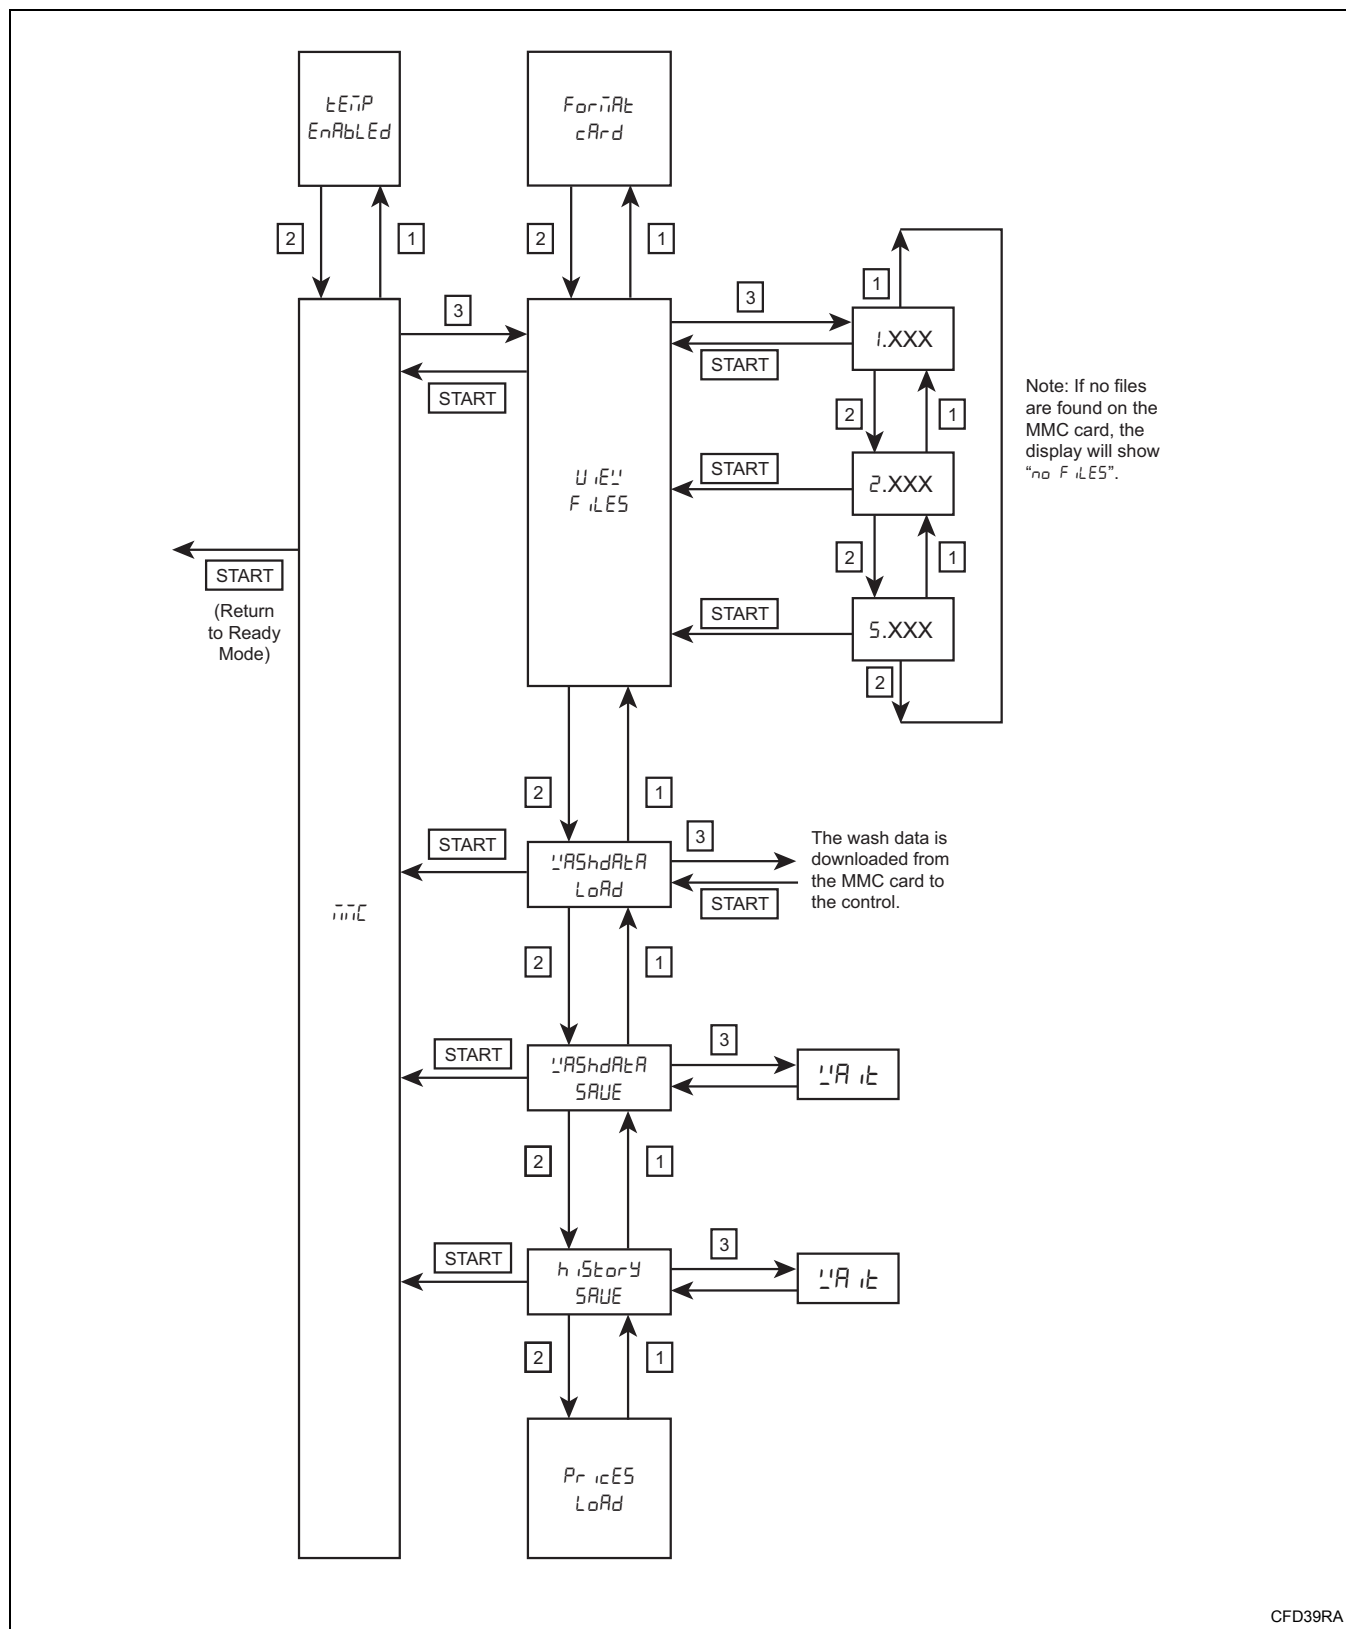 tEMP
EnAbLEd
ForMAt
cArd
2
1
2
1
3
START
3
START
1
1.XXX
2
1
START
2.XXX
2
1
START
5.XXX
2
Note: If no files
are found on the
MMC card, the
display will show
“no FiLES”.
UiEW
FiLES
START
(Return
to Ready
Mode)
MMC
2
1
START
WAShdAtA
LoAd
3
START
The wash data is
downloaded from
the MMC card to
the control.
2
1
START
WAShdAtA
SAUE
3
WAit
2
1
START
hiStorY
SAUE
3
WAit
2
1
PricES
LoAd
CFD39RA